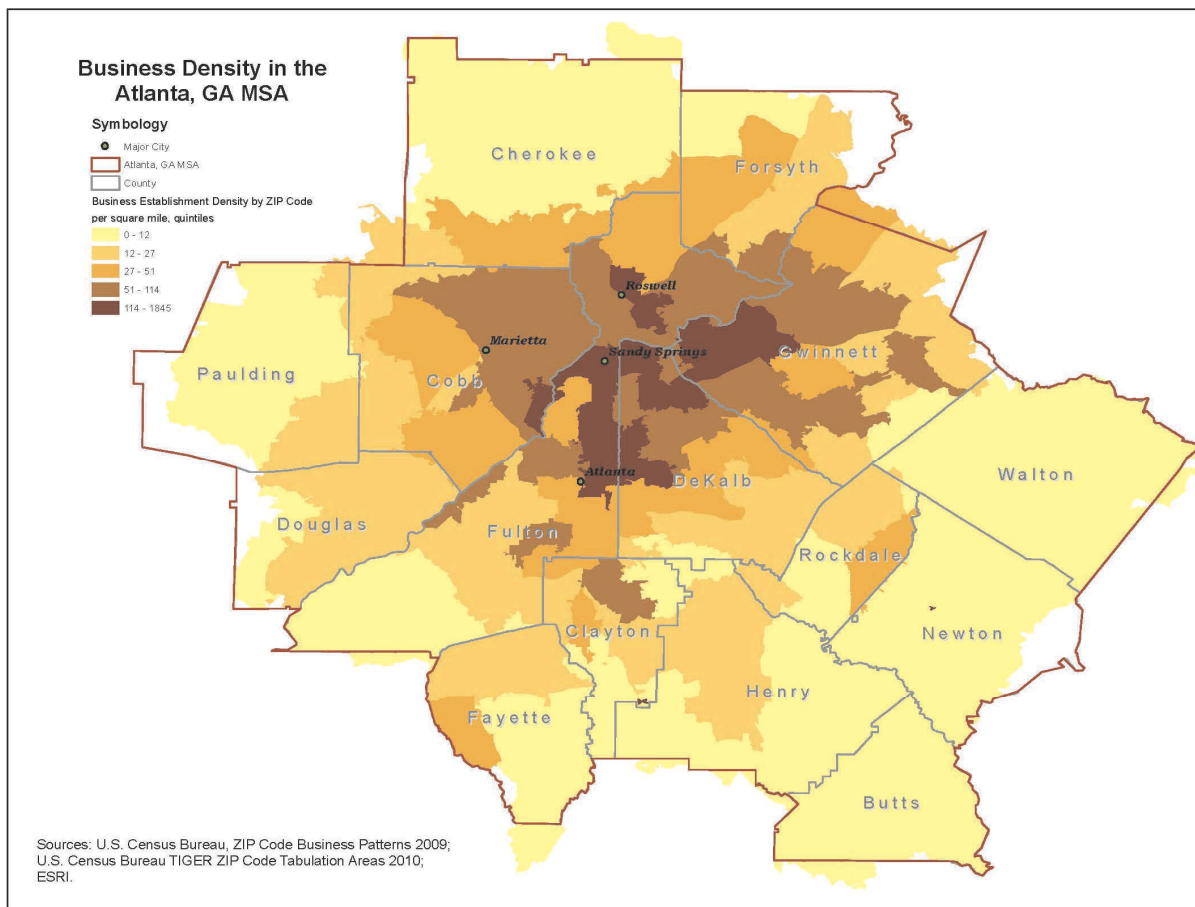 Business Density in the
Atlanta, GA MSA
Symbology
Major City
Atlanta, GA MSA
County
Business Establishment Density by ZIP Code
per square mile, quintiles
0 - 12
12 - 27
27 - 51
51 - 114
114 - 1845
Cherokee
Forsyth
Roswell
Marietta
Sandy Springs
Gwinnett
Paulding
Cobb
Walton
Atlanta
DeKalb
Douglas
Fulton
Rockdale
Clayton
Newton
Henry
Fayette
Butts
Sources: U.S. Census Bureau, ZIP Code Business Patterns 2009;
U.S. Census Bureau TIGER ZIP Code Tabulation Areas 2010;
ESRI.